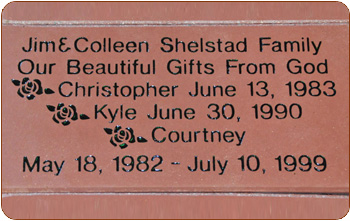 Jim & Colleen Shelstad Family
Our Beautiful Gifts From God
Christopher June 13, 1983
Kyle June 30, 1990
Courtney
May 18, 1982 - July 10, 1999